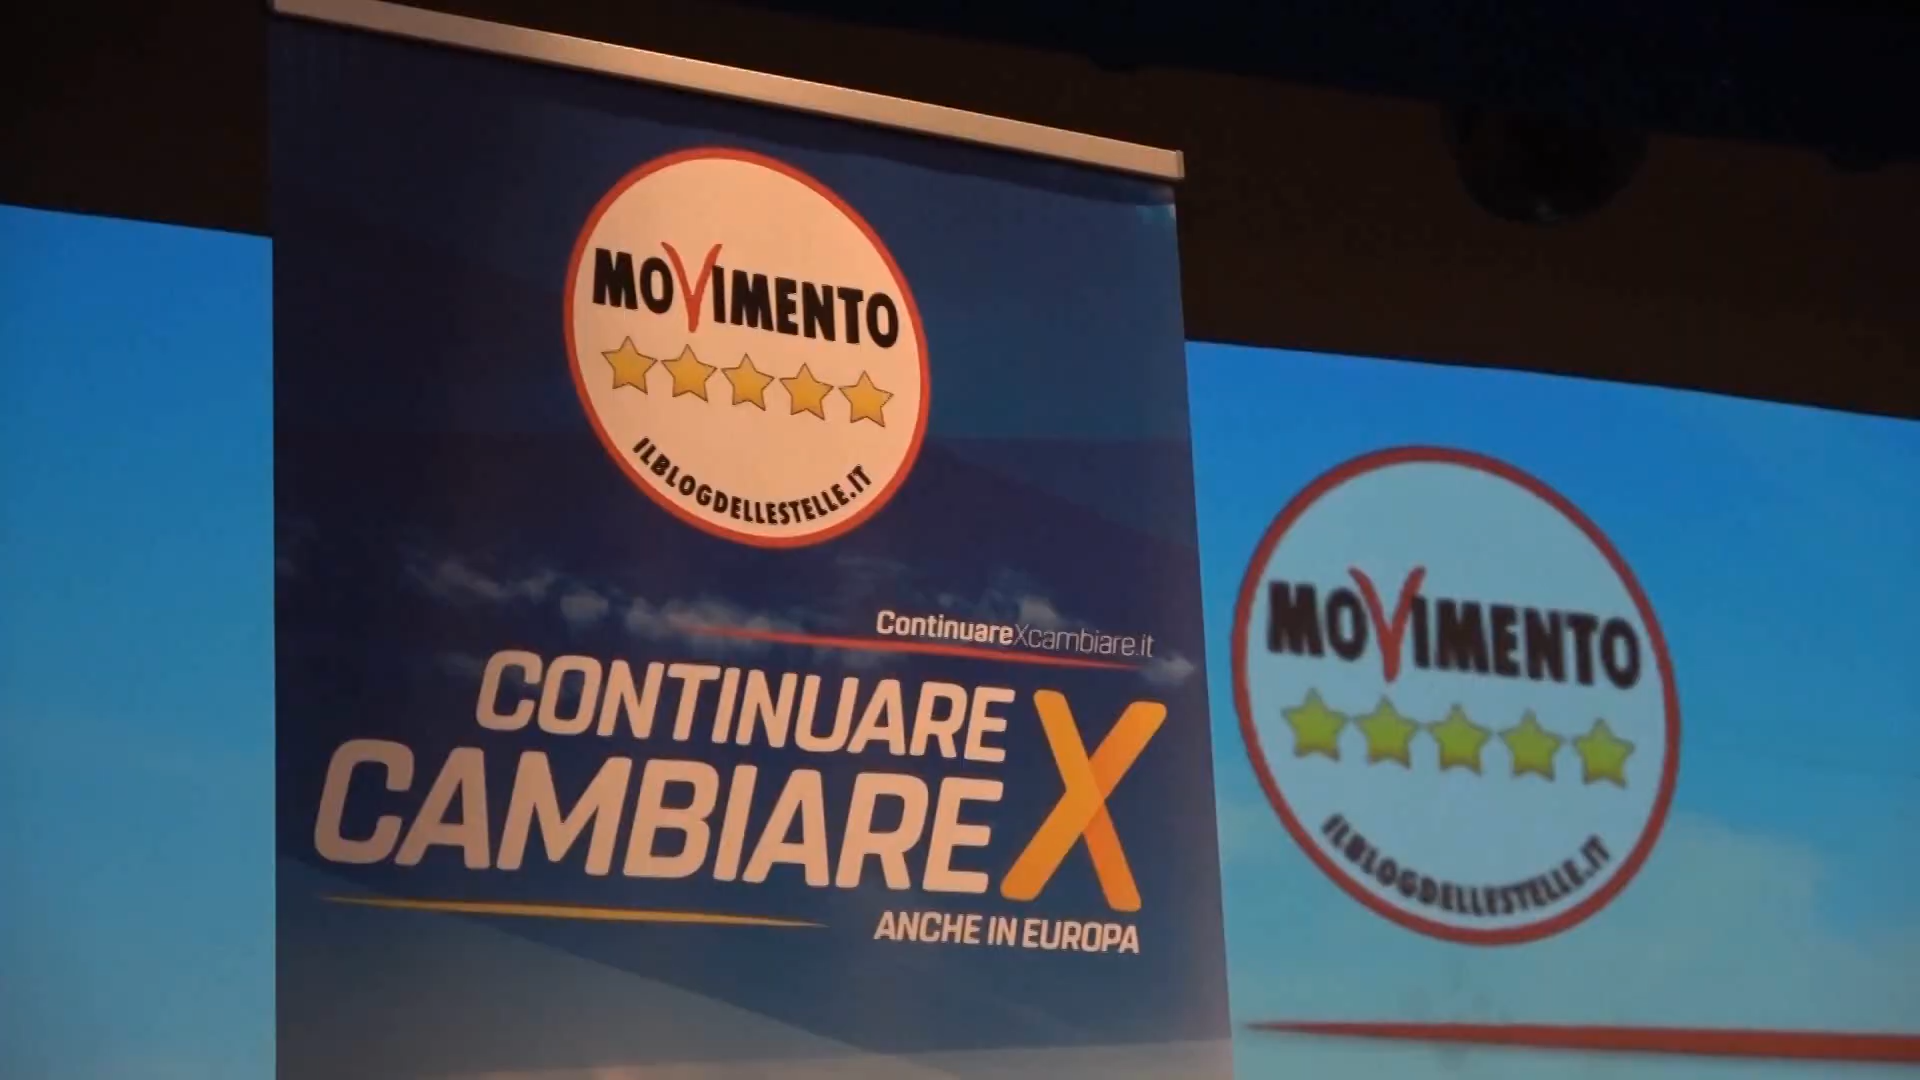 MOVIMENTO
ILBLOGDELLESTELLE.IT
ContinuareXcambiare.it
CONTINUARE
CAMBIARE X
ANCHE IN EUROPA
MOVIMENTO
ILBLOGDELLESTELLE.IT